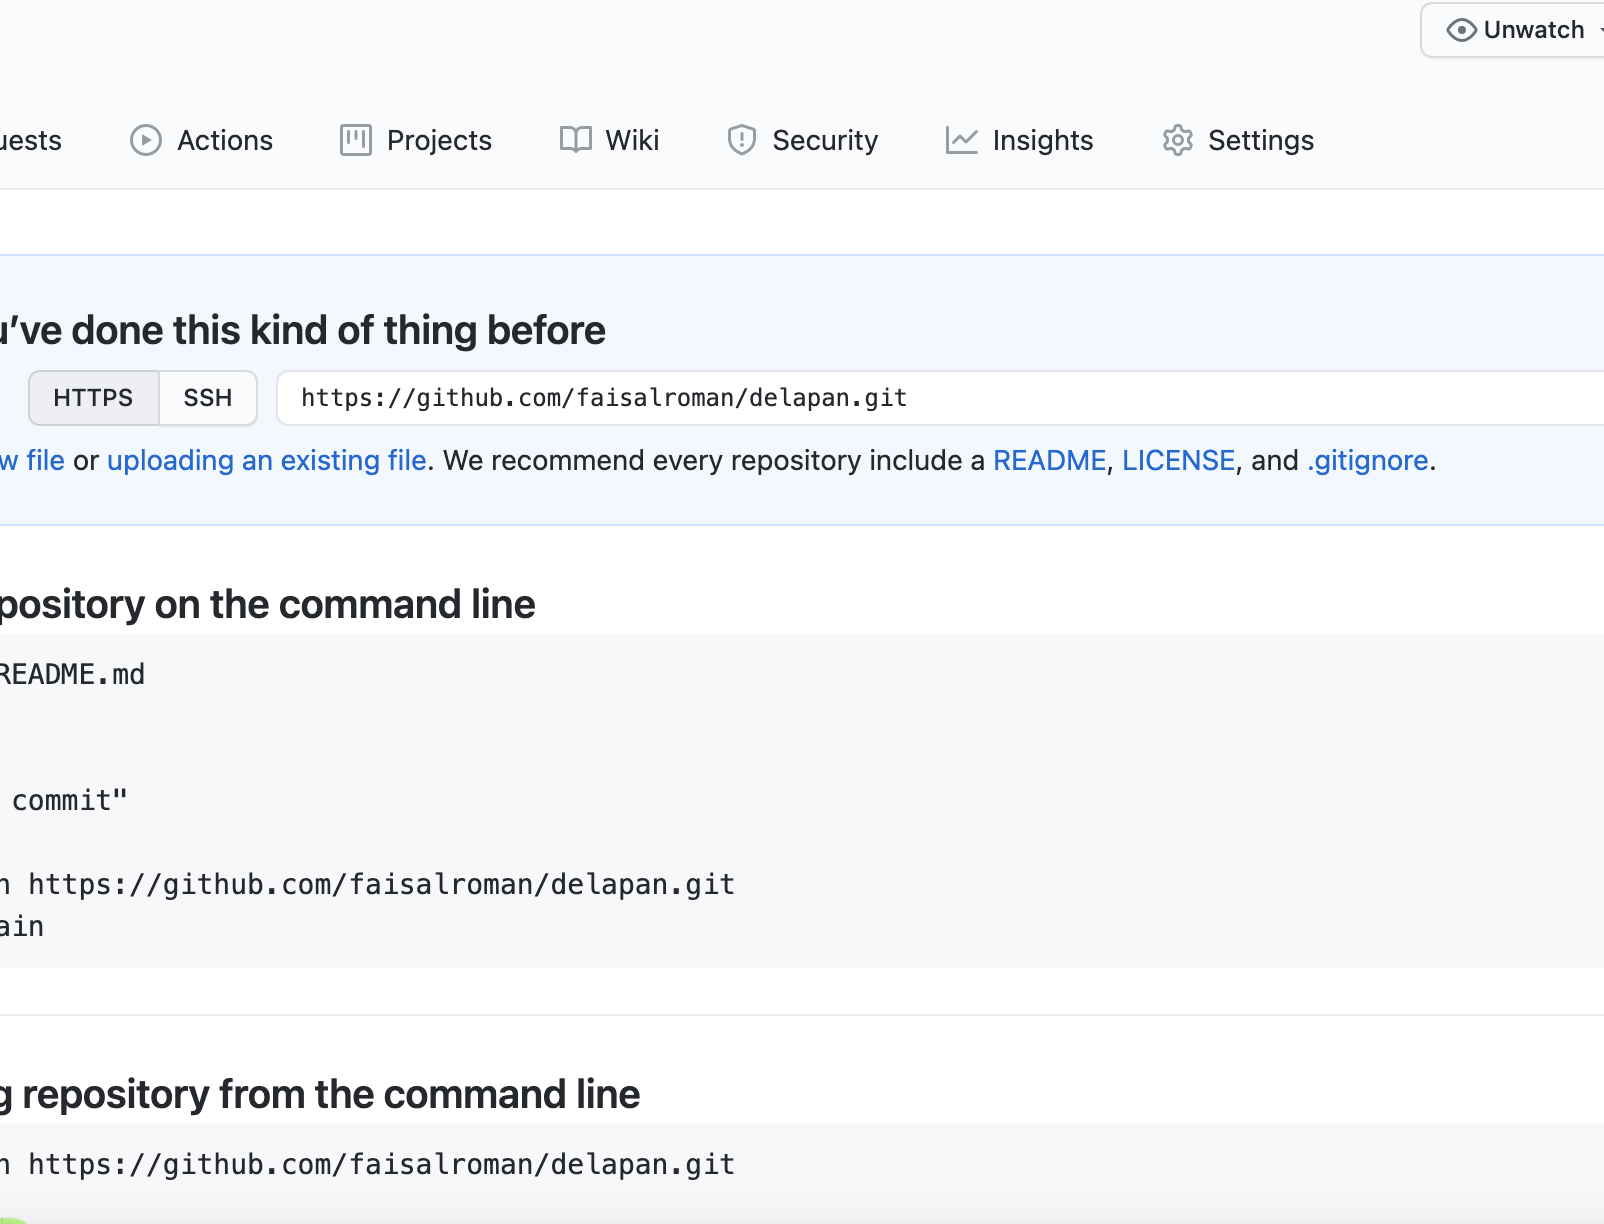 Unwatch
Actions Projects Wiki Security Insights Settings
've done this kind of thing before
HTTPS SSH https://github.com/faisalroman/delapan.git
file or uploading an existing file. We recommend every repository include a README, LICENSE, and .gitignore.
on the command line
README.md
commit"
https://github.com/faisalroman/delapan.git
repository from the command line
https://github.com/faisalroman/delapan.git